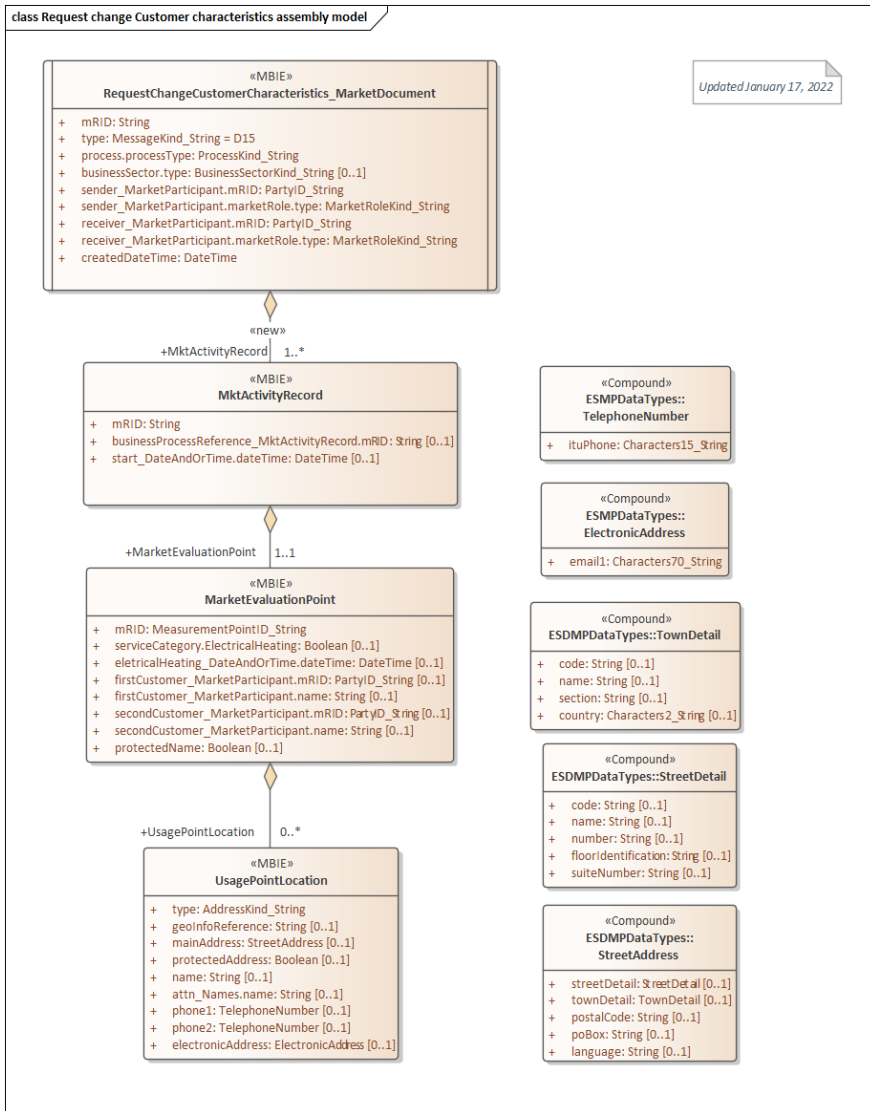 class Request change Customer characteristics assembly model
Updated January 17, 2022
«MBIE»
RequestChangeCustomerCharacteristics_MarketDocument
+ mRID: String
+ type: MessageKind_String = D15
+ process.processType: ProcessKind_String
+ businessSector.type: BusinessSectorKind_String [0..1]
+ sender_MarketParticipant.mRID: PartyID_String
+ sender_MarketParticipant.marketRole.type: MarketRoleKind_String
+ receiver_MarketParticipant.mRID: PartyID_String
+ receiver_MarketParticipant.marketRole.type: MarketRoleKind_String
+ createdDateTime: DateTime
«new»
+MktActivityRecord 1..*
«MBIE»
MktActivityRecord
+ mRID: String
+ businessProcessReference_MktActivityRecord.mRID: String [0..1]
+ start_DateAndOrTime.dateTime: DateTime [0..1]
+MarketEvaluationPoint 1..1
«MBIE»
MarketEvaluationPoint
+ mRID: MeasurementPointID_String
+ serviceCategory.ElectricalHeating: Boolean [0..1]
+ eletricalHeating_DateAndOrTime.dateTime: DateTime [0..1]
+ firstCustomer_MarketParticipant.mRID: PartyID_String [0..1]
+ firstCustomer_MarketParticipant.name: String [0..1]
+ secondCustomer_MarketParticipant.mRID: PartyID_String [0..1]
+ secondCustomer_MarketParticipant.name: String [0..1]
+ protectedName: Boolean [0..1]
+UsagePointLocation 0..*
«MBIE»
UsagePointLocation
+ type: AddressKind_String
+ geoInfoReference: String [0..1]
+ mainAddress: StreetAddress [0..1]
+ protectedAddress: Boolean [0..1]
+ name: String [0..1]
+ attn_Names.name: String [0..1]
+ phone1: TelephoneNumber [0..1]
+ phone2: TelephoneNumber [0..1]
+ electronicAddress: ElectronicAddress [0..1]
«Compound»
ESMPDataTypes::
TelephoneNumber
+ ituPhone: Characters15_String
«Compound»
ESMPDataTypes::
ElectronicAddress
+ email1: Characters70_String
«Compound»
ESDMPDataTypes::TownDetail
+ code: String [0..1]
+ name: String [0..1]
+ section: String [0..1]
+ country: Characters2_String [0..1]
«Compound»
ESDMPDataTypes::StreetDetail
+ code: String [0..1]
+ name: String [0..1]
+ number: String [0..1]
+ floorIdentification: String [0..1]
+ suiteNumber: String [0..1]
«Compound»
ESDMPDataTypes::
StreetAddress
+ streetDetail: StreetDetail [0..1]
+ townDetail: TownDetail [0..1]
+ postalCode: String [0..1]
+ poBox: String [0..1]
+ language: String [0..1]